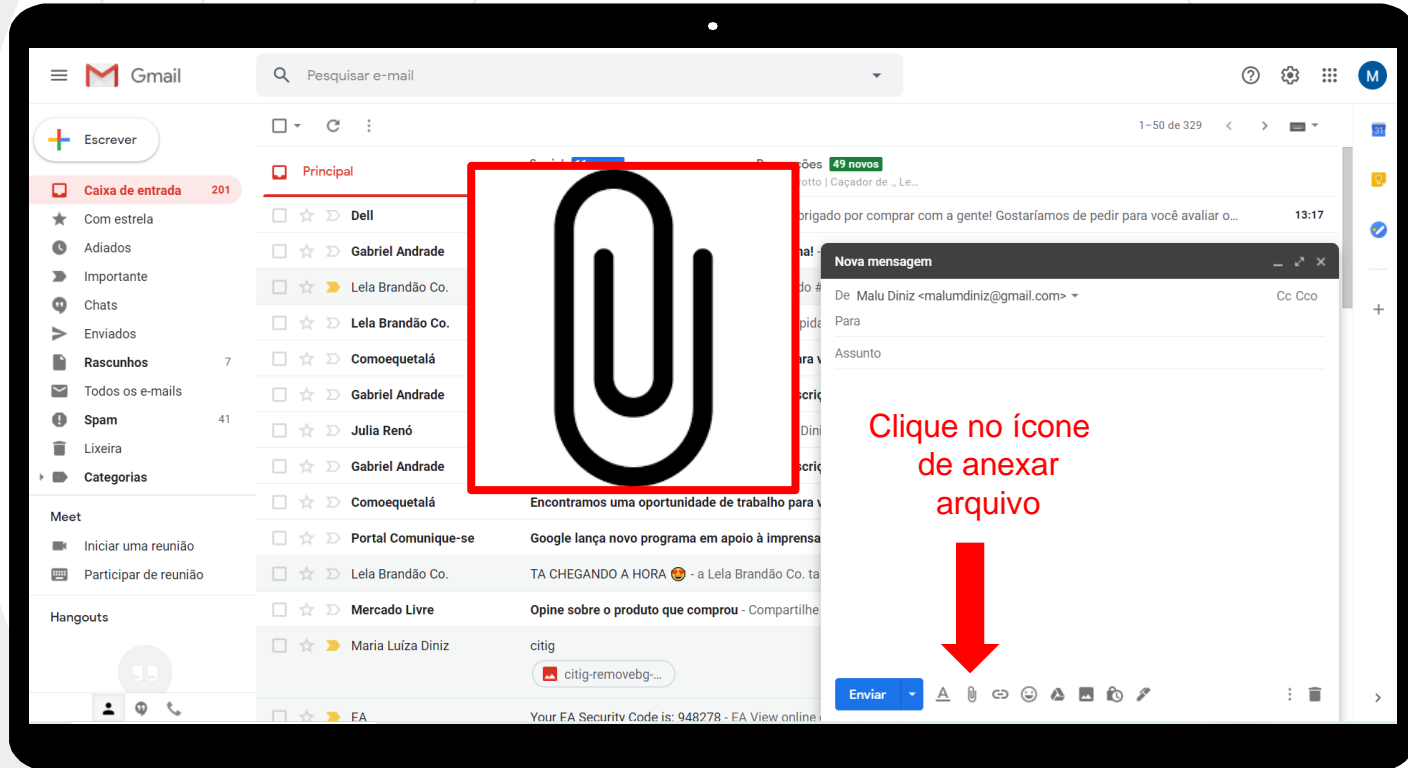 Gmail
Pesquisar e-mail
M
Escrever
1–50 de 329
31
Principal
49 novos
| Caçador de ., Le...
Caixa de entrada 201
Com estrela
Adiados
Importante
Chats
Enviados
Rascunhos 7
Todos os e-mails
Spam 41
Lixeira
Categorias
Meet
Iniciar uma reunião
Participar de reunião
Hangouts
Dell por comprar com a gente! Gostaríamos de pedir para você avaliar o... 13:17
Gabriel Andrade
Lela Brandão Co.
Lela Brandão Co.
Comoequetalá
Gabriel Andrade
Julia Renó
Gabriel Andrade
Comoequetalá Encontramos uma oportunidade de trabalho para v
Portal Comunique-se Google lança novo programa em apoio à imprensa
Lela Brandão Co. TA CHEGANDO A HORA 🤩 - a Lela Brandão Co. ta
Mercado Livre Opine sobre o produto que comprou - Compartilhe
Maria Luíza Diniz citig
citig-removebg-...
EA Your EA Security Code is: 948278 - EA View online
Nova mensagem
De Malu Diniz <malumdiniz@gmail.com> Cc Cco
Para
Assunto
Clique no ícone
de anexar
arquivo
Enviar